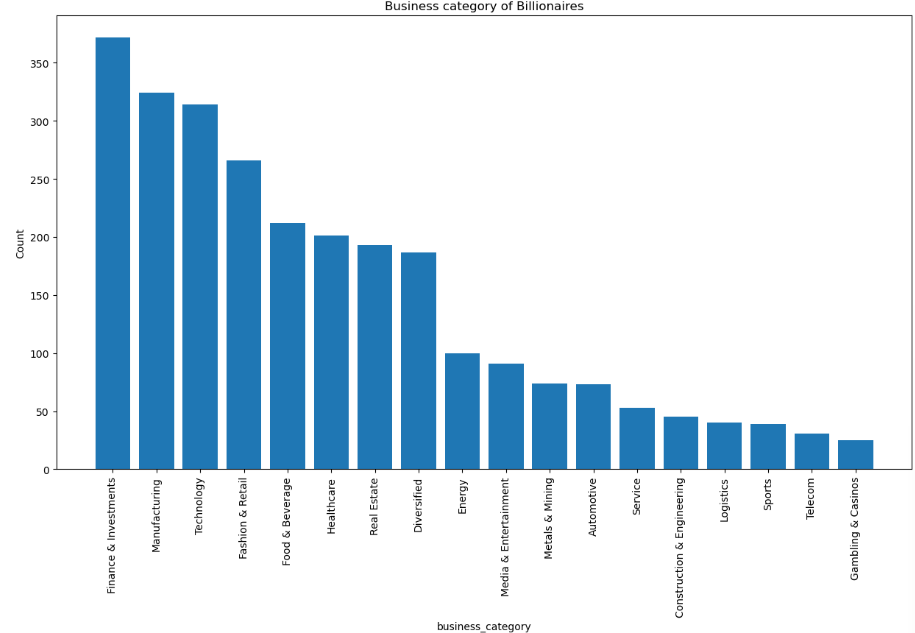 Business category of Billionaires
Count
350
300
250
200
150
100
50
0
Finance & Investments
Manufacturing
Technology
Fashion & Retail
Food & Beverage
Healthcare
Real Estate
Diversified
Energy
Media & Entertainment
Metals & Mining
Automotive
Service
Construction & Engineering
Logistics
Sports
Telecom
Gambling & Casinos
business_category